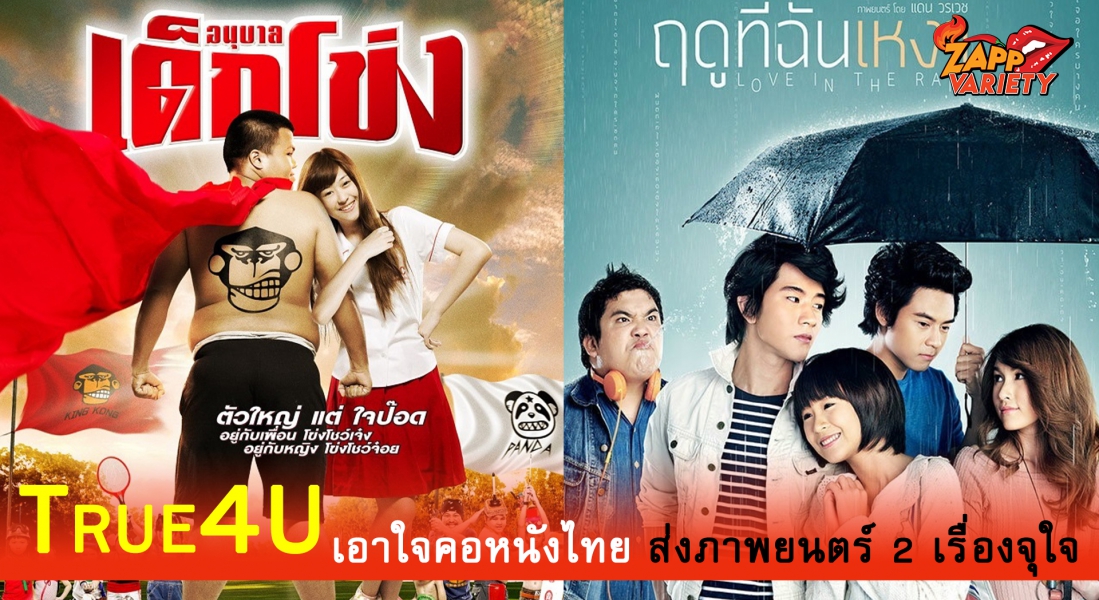 อนุบาล
เด็กโข่ง
ตัวใหญ่ แต่ ใจป๊อด
อยู่กับเพื่อน โข่งโชว์เจ๋ง
อยู่กับหญิง โข่งโชว์จ๋อย
KING KONG
PANDA
ภาพยนตร์ โดย แดน วรเวช
ฤดูที่ฉันเหง
LOVE IN THE RA
ZAPP
VARIETY
TRUE4U
เอาใจคอหนังไทย ส่งภาพยนตร์ 2 เรื่องจุใจ